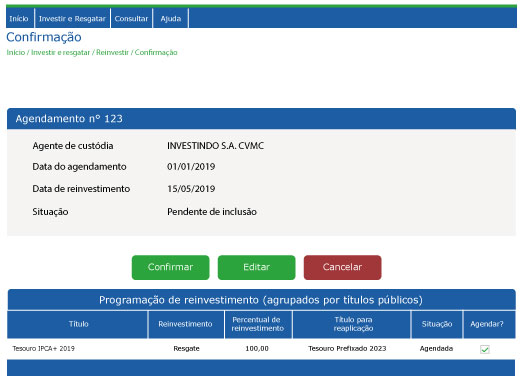 Início Investir e Resgatar Consultar Ajuda
Confirmação
Início / Investir e resgatar / Reinvestir / Confirmação
Agendamento nº 123
Agente de custódia INVESTINDO S.A. CVMC
Data do agendamento 01/01/2019
Data de reinvestimento 15/05/2019
Situação Pendente de inclusão
Confirmar Editar Cancelar
Programação de reinvestimento (agrupados por títulos públicos)
Título Reinvestimento Percentual de reinvestimento Título para reaplicação Situação Agendar?
Tesouro IPCA+ 2019 Resgate 100,00 Tesouro Prefixado 2023 Agendada